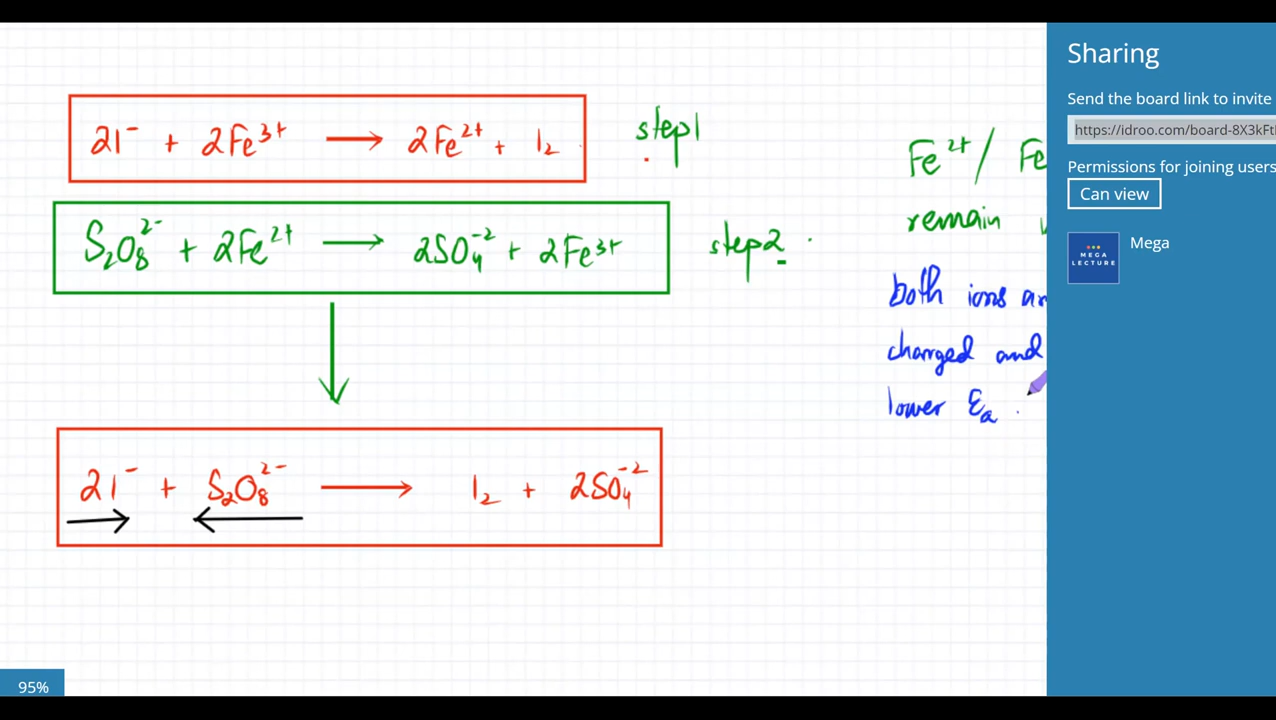 2I⁻ + 2Fe³⁺ ⟶ 2Fe²⁺ + I₂
step1
S₂O₈²⁻ + 2Fe²⁺ ⟶ 2SO₄⁻² + 2Fe³⁺
step2
2I⁻ + S₂O₈²⁻ ⟶ I₂ + 2SO₄⁻²
Fe²⁺ / Fe
remain
both ions ar
charged and
lower Eₐ .
Sharing
Send the board link to invite
https://idroo.com/board-8X3kFt
Permissions for joining users
Can view
MEGA
LECTURE
Mega
95%